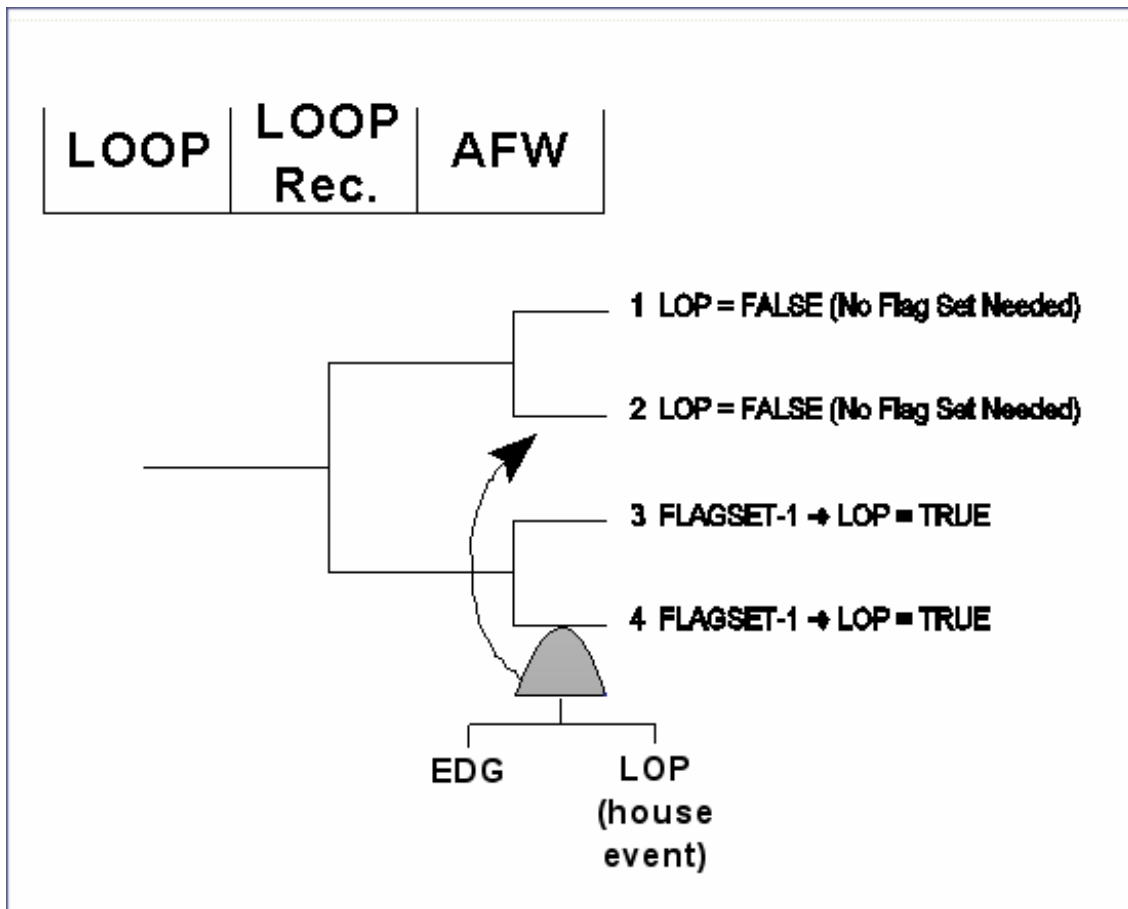 LOOP
LOOP
Rec.
AFW
1 LOP = FALSE (No Flag Set Needed)
2 LOP = FALSE (No Flag Set Needed)
3 FLAGSET-1 → LOP = TRUE
4 FLAGSET-1 → LOP = TRUE
EDG
LOP
(house
event)